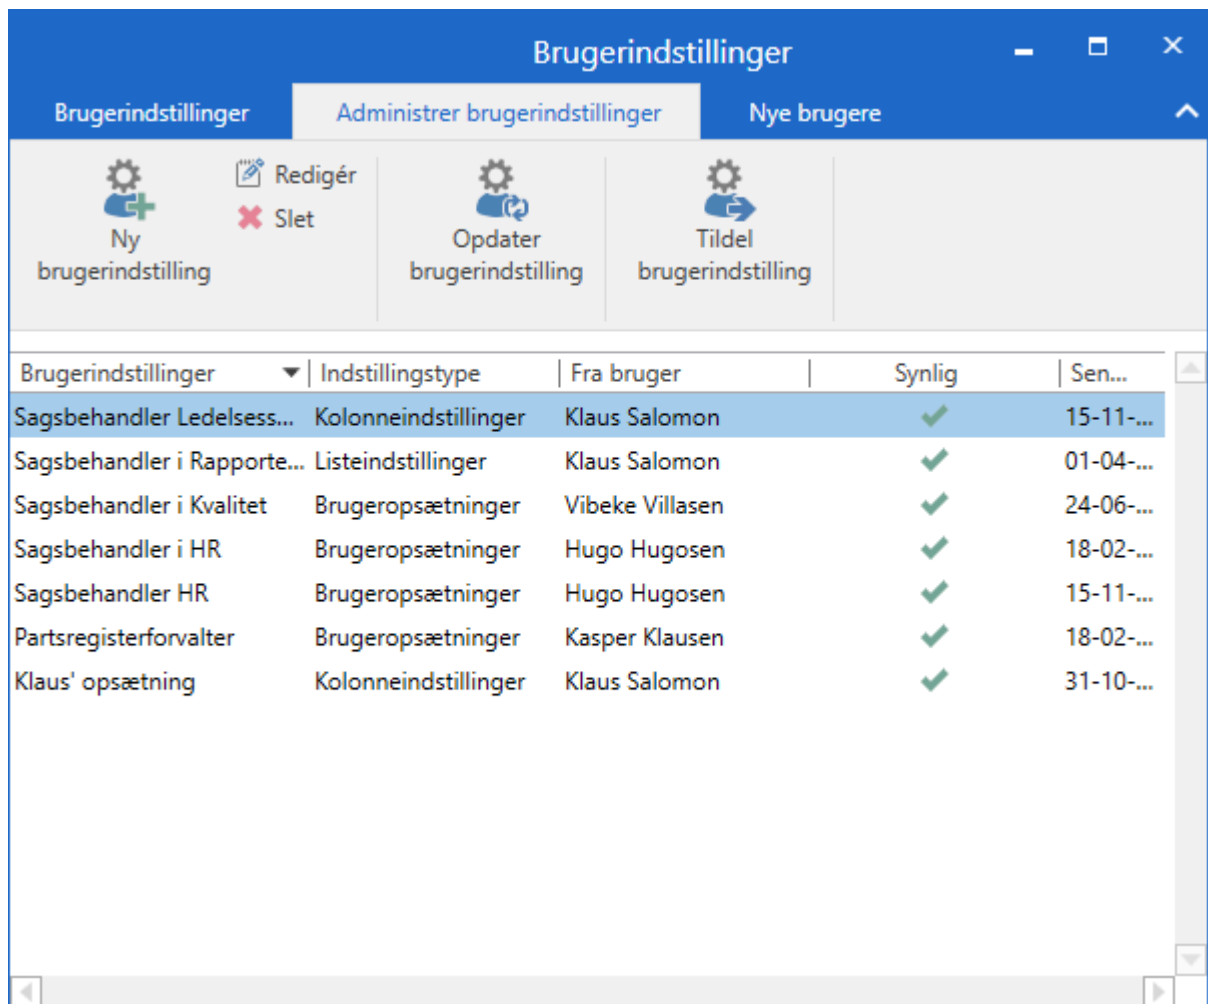 Brugerindstillinger
Brugerindstillinger Administrer brugerindstillinger Nye brugere
Ny brugerindstilling
Redigér
Slet
Opdater brugerindstilling
Tildel brugerindstilling
Brugerindstillinger Indstillingstype Fra bruger Synlig Sen...
Sagsbehandler Ledelsess... Kolonneindstillinger Klaus Salomon 15-11-...
Sagsbehandler i Rapporte... Listeindstillinger Klaus Salomon 01-04-...
Sagsbehandler i Kvalitet Brugeropsætninger Vibeke Villasen 24-06-...
Sagsbehandler i HR Brugeropsætninger Hugo Hugosen 18-02-...
Sagsbehandler HR Brugeropsætninger Hugo Hugosen 15-11-...
Partsregisterforvalter Brugeropsætninger Kasper Klausen 18-02-...
Klaus' opsætning Kolonneindstillinger Klaus Salomon 31-10-...